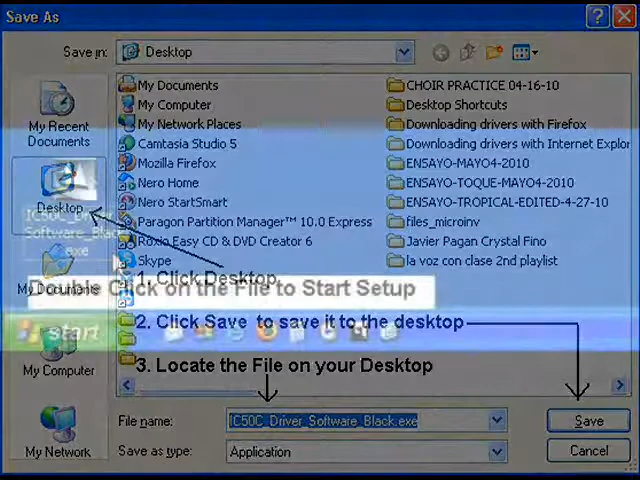 Save As
Save in: Desktop
My Recent
Documents
Desktop
IC50C_Dri
Software_Blac
.exe
My Documents
My Computer
My Network
My Documents
My Computer
My Network Places
Camtasia Studio 5
Mozilla Firefox
Nero Home
Nero StartSmart
Paragon Partition Manager™ 10.0 Express
Roxio Easy CD & DVD Creator 6
Skype
CHOIR PRACTICE 04-16-10
Desktop Shortcuts
Downloading drivers with Firefox
Downloading drivers with Internet Explor
ENSAYO-MAYO4-2010
ENSAYO-TOQUE-MAYO4-2010
ENSAYO-TROPICAL-EDITED-4-27-10
files_microinv
Javier Pagan Crystal Fino
la voz con clase 2nd playlist
1. Click Desktop.
Double Click on the File to Start Setup
2. Click Save to save it to the desktop
start
3. Locate the File on your Desktop
File name: IC50C_Driver_Software_Black.exe
Save
Save as type: Application
Cancel